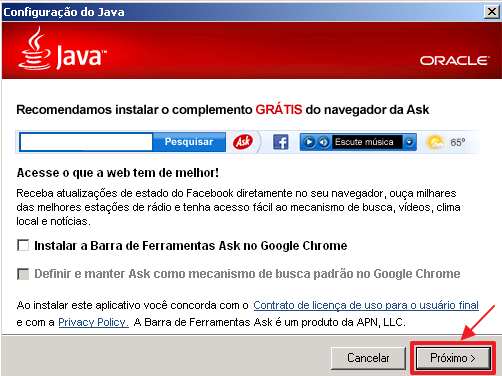 Configuração do Java
Java™
ORACLE
Recomendamos instalar o complemento GRÁTIS do navegador da Ask
Pesquisar Ask Escute música 65°
Acesse o que a web tem de melhor!
Receba atualizações de estado do Facebook diretamente no seu navegador, ouça milhares
das melhores estações de rádio e tenha acesso fácil ao mecanismo de busca, vídeos, clima
local e notícias.
Instalar a Barra de Ferramentas Ask no Google Chrome
Definir e manter Ask como mecanismo de busca padrão no Google Chrome
Ao instalar este aplicativo você concorda com o Contrato de licença de uso para o usuário final
e com a Privacy Policy. A Barra de Ferramentas Ask é um produto da APN, LLC.
Cancelar
Próximo >